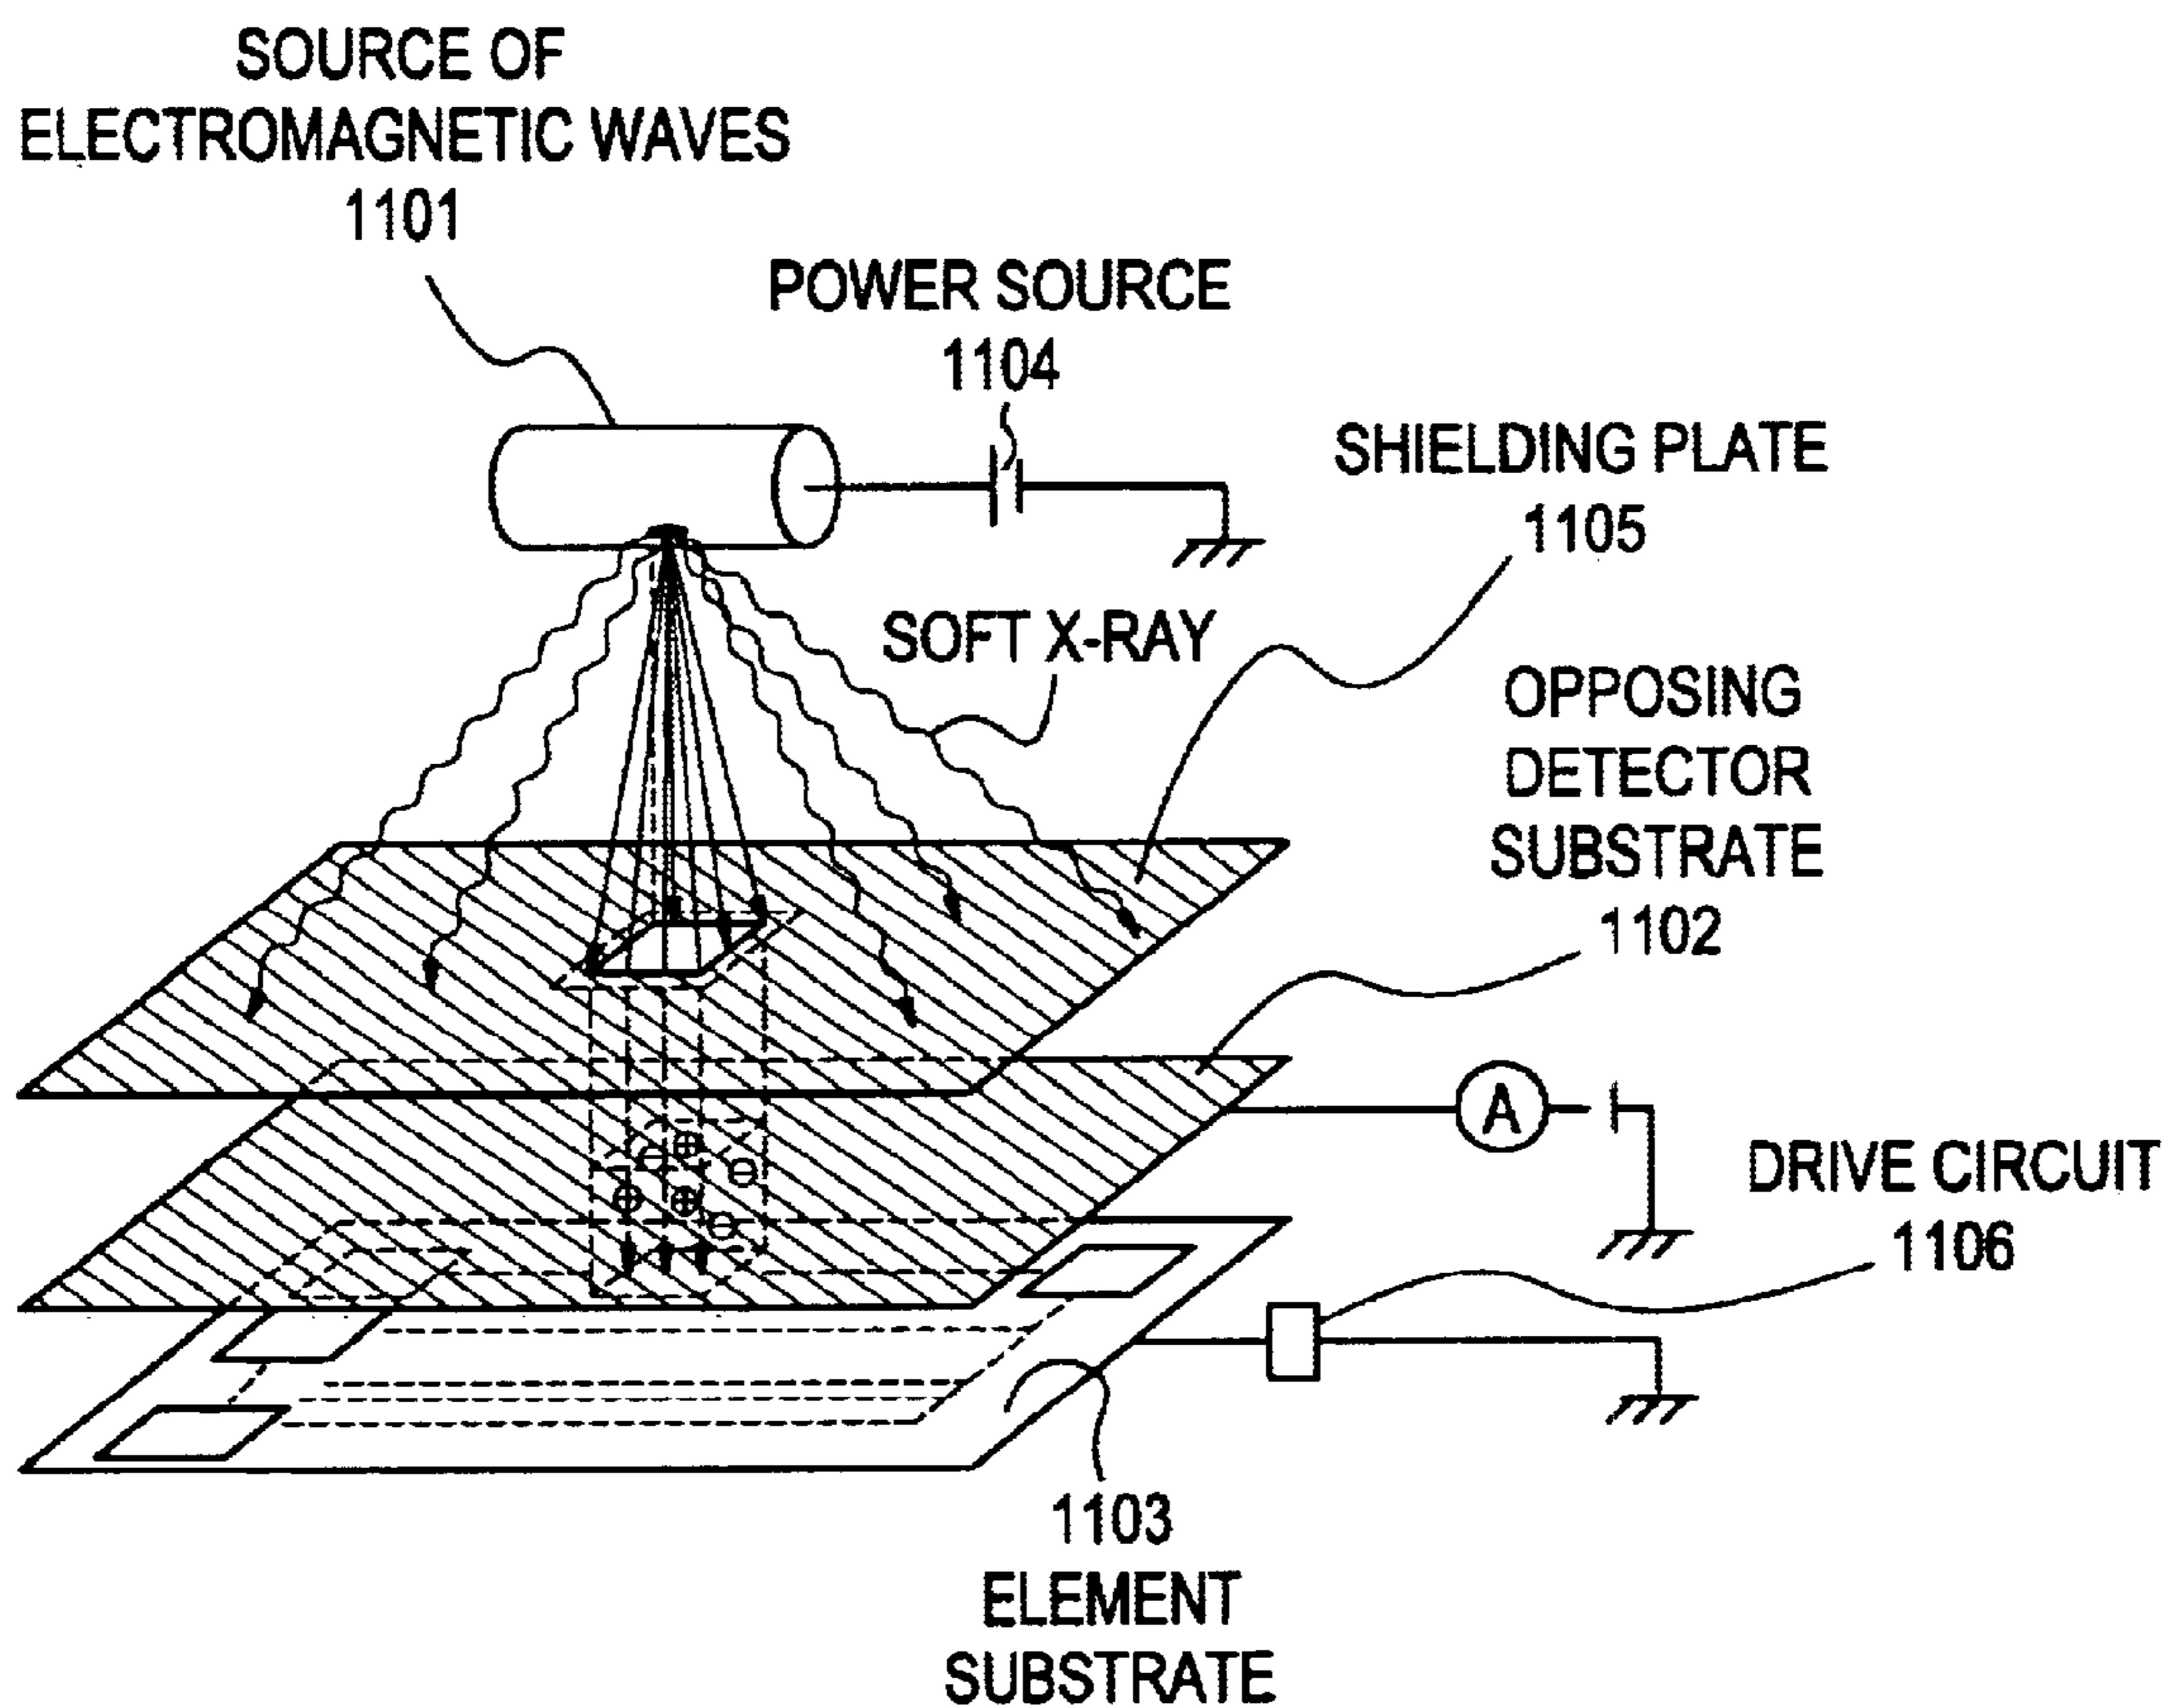 SOURCE OF
ELECTROMAGNETIC WAVES
1101
POWER SOURCE
1104
SHIELDING PLATE
1105
SOFT X-RAY
OPPOSING
DETECTOR
SUBSTRATE
1102
A
DRIVE CIRCUIT
1106
1103
ELEMENT
SUBSTRATE